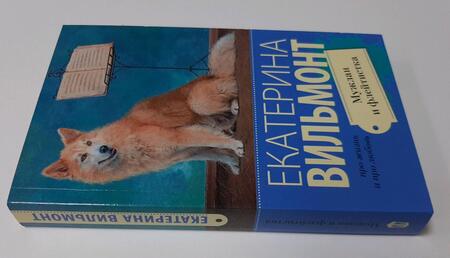 ЕКАТЕРИНА
ВИЛЬМОНТ
Мужлан
и флейтистка
про жизнь
и про любовь
ЕКАТЕРИНА ВИЛЬМОНТ
Мужлан и флейтистка